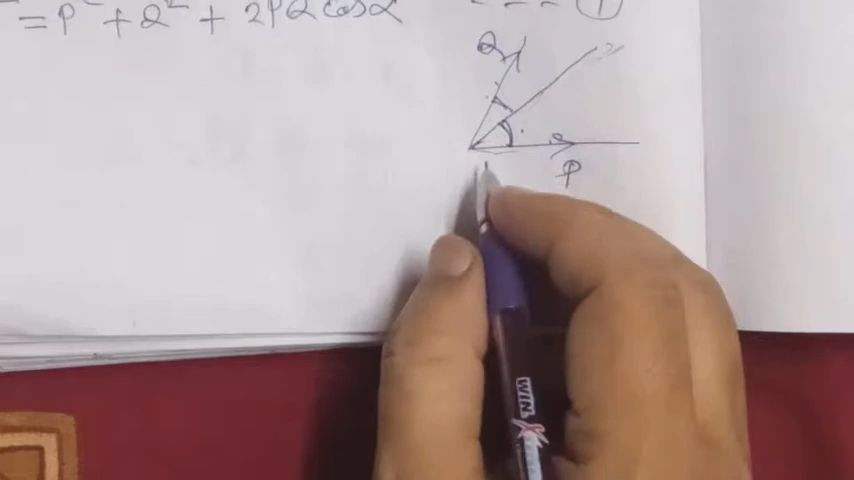 = P² + Q² + 2PQ cosα --- ①
Q
P
WIN